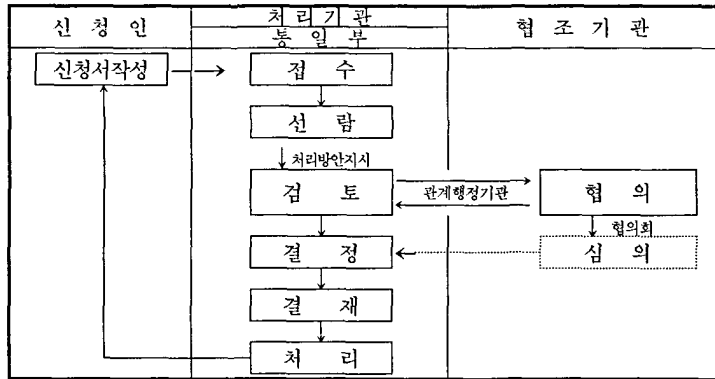 신 청 인
처 리 기 관
통 일 부
협 조 기 관
신청서작성
접 수
선 람
처리방안지시
검 토
관계행정기관
협 의
협의회
결 정
심 의
결 재
처 리